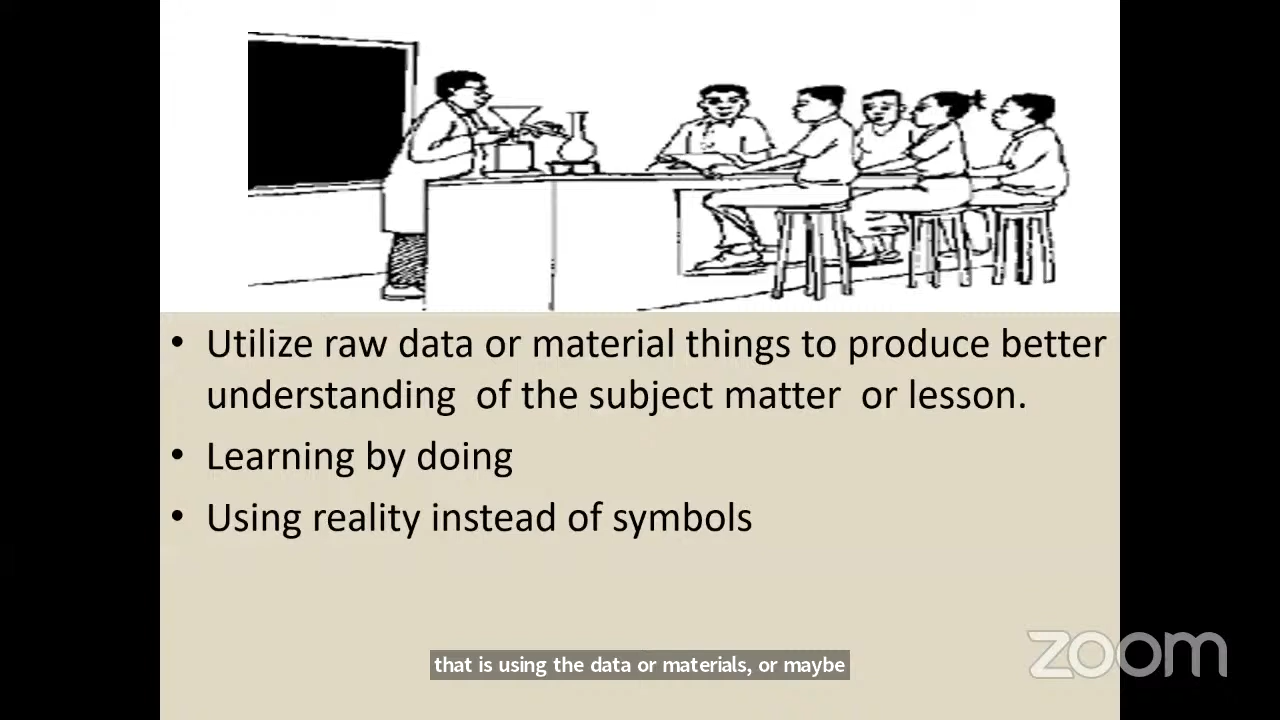 • Utilize raw data or material things to produce better
understanding of the subject matter or lesson.
• Learning by doing
• Using reality instead of symbols
that is using the data or materials, or maybe
zoom